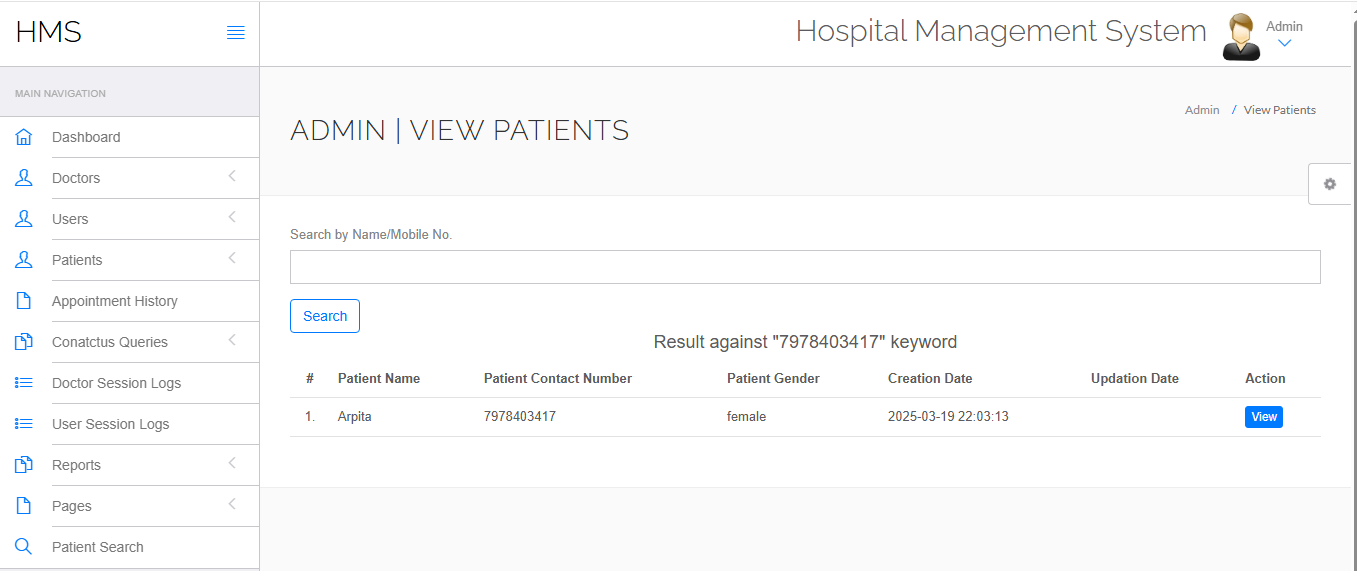 HMS
Hospital Management System
Admin
MAIN NAVIGATION
Dashboard
Doctors
Users
Patients
Appointment History
Conatctus Queries
Doctor Session Logs
User Session Logs
Reports
Pages
Patient Search
ADMIN | VIEW PATIENTS
Admin / View Patients
Search by Name/Mobile No.
Search
Result against "7978403417" keyword
# Patient Name Patient Contact Number Patient Gender Creation Date Updation Date Action
1. Arpita 7978403417 female 2025-03-19 22:03:13 View